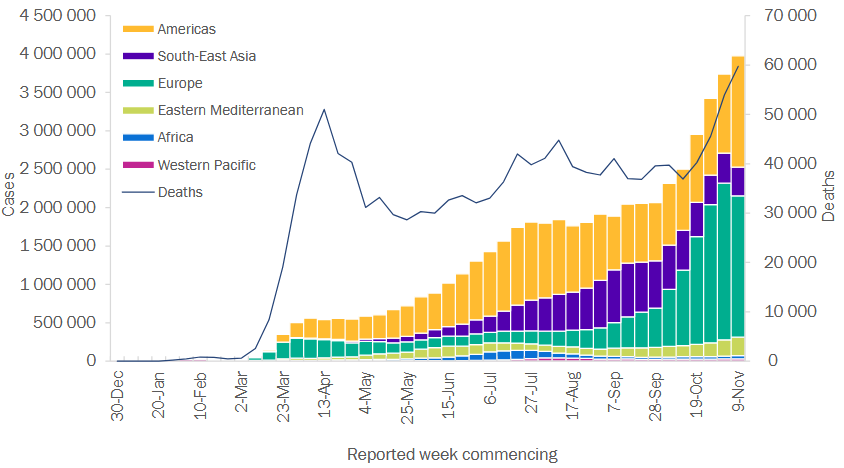 4 500 000
4 000 000
3 500 000
3 000 000
2 500 000
2 000 000
1 500 000
1 000 000
500 000
0
Cases
Americas
South-East Asia
Europe
Eastern Mediterranean
Africa
Western Pacific
Deaths
70 000
60 000
50 000
40 000
30 000
20 000
10 000
0
Deaths
30-Dec
20-Jan
10-Feb
2-Mar
23-Mar
13-Apr
4-May
25-May
15-Jun
6-Jul
27-Jul
17-Aug
7-Sep
28-Sep
19-Oct
9-Nov
Reported week commencing